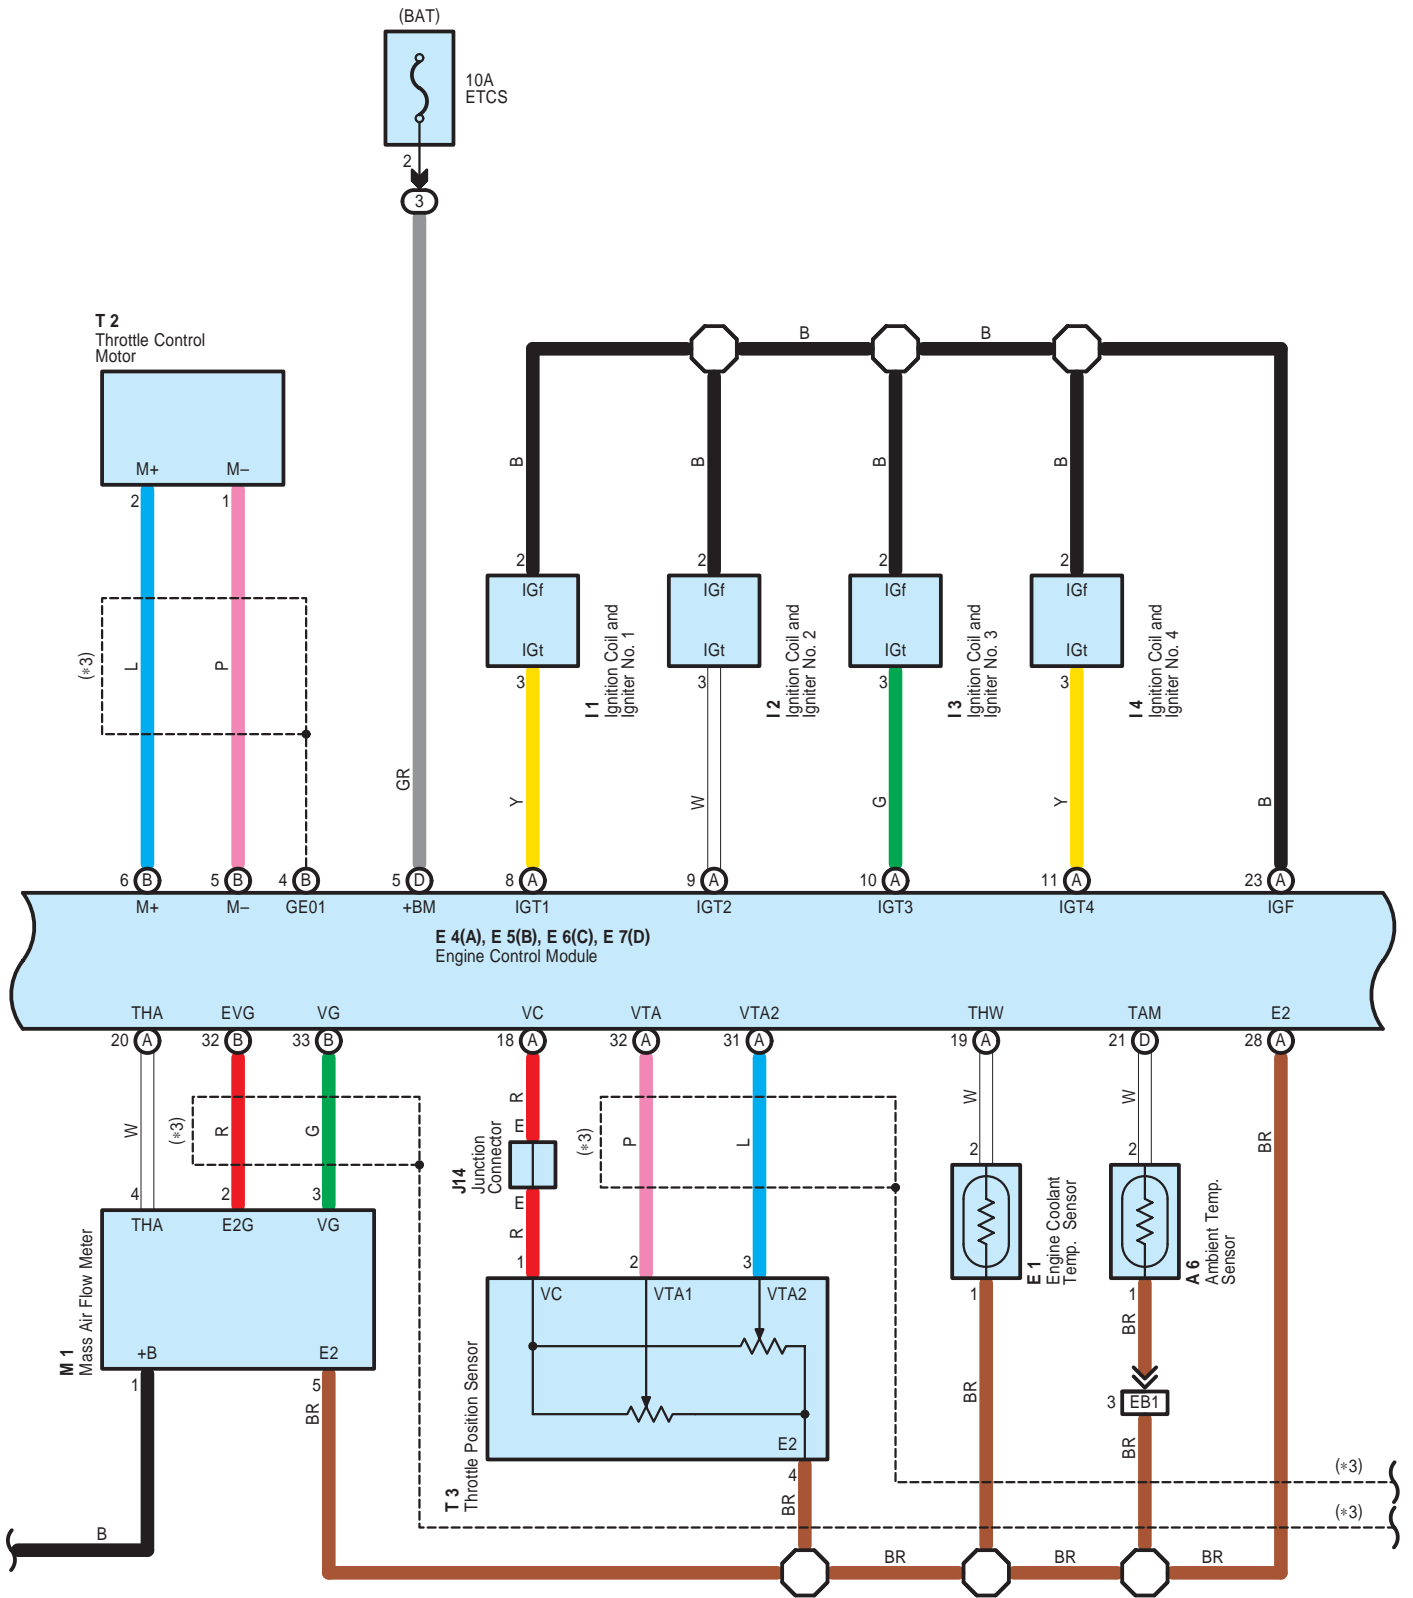 (BAT)
10A
ETCS
2
3
T 2
Throttle Control
Motor
M+
M–
2
1
(*3)
L
P
GR
B
B
B
B
B
B
2
2
2
2
IGf
IGf
IGf
IGf
IGt
IGt
IGt
IGt
3
3
3
3
I 1
Ignition Coil and
Igniter No. 1
I 2
Ignition Coil and
Igniter No. 2
I 3
Ignition Coil and
Igniter No. 3
I 4
Ignition Coil and
Igniter No. 4
Y
W
G
Y
B
6 B
5 B
4 B
5 D
8 A
9 A
10 A
11 A
23 A
M+
M–
GE01
+BM
IGT1
IGT2
IGT3
IGT4
IGF
E 4(A), E 5(B), E 6(C), E 7(D)
Engine Control Module
THA
EVG
VG
VC
VTA
VTA2
THW
TAM
E2
20 A
32 B
33 B
18 A
32 A
31 A
19 A
21 D
28 A
W
(*3)
R
G
R
E
J14
Junction
Connector
E
R
(*3)
P
L
W
W
BR
4
2
3
1
2
3
2
2
THA
E2G
VG
M 1
Mass Air Flow Meter
+B
E2
1
5
BR
B
VC
VTA1
VTA2
E2
T 3
Throttle Position Sensor
4
BR
E 1
Engine Coolant
Temp. Sensor
1
BR
A 6
Ambient Temp.
Sensor
1
BR
3 EB1
BR
(*3)
(*3)
BR
BR
BR